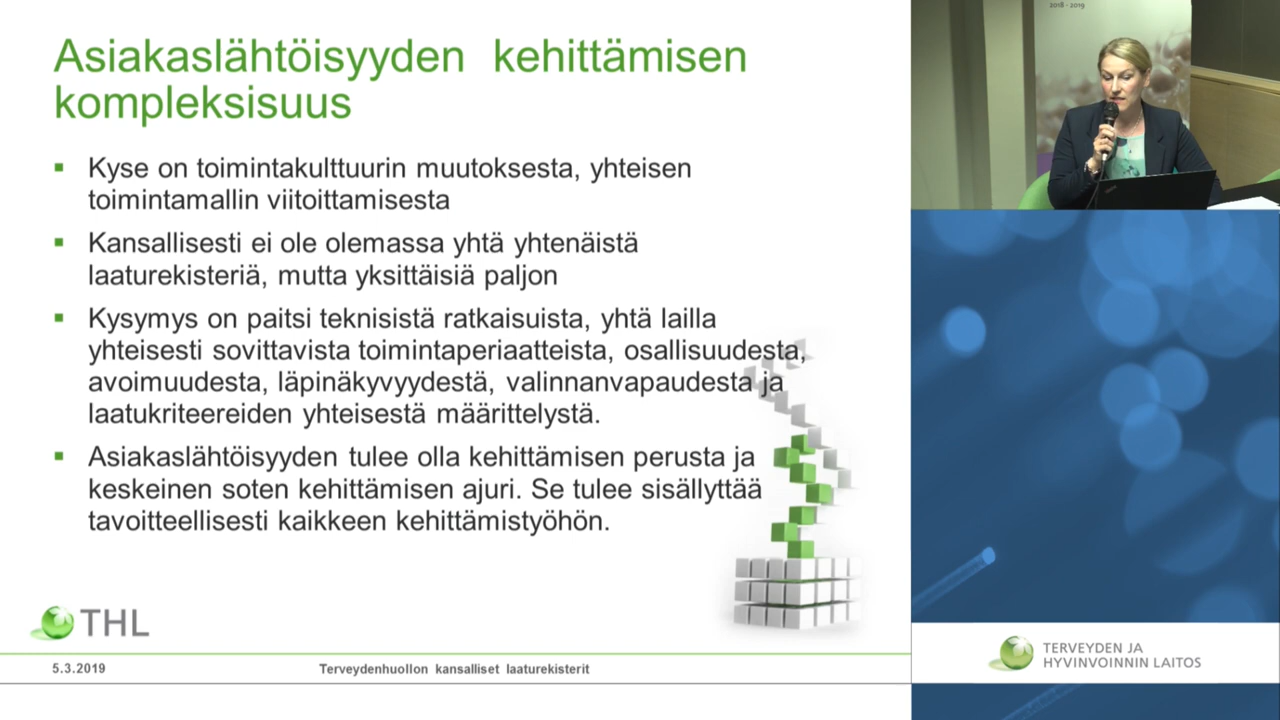 Asiakaslähtöisyyden kehittämisen
kompleksisuus
Kyse on toimintakulttuurin muutoksesta, yhteisen
toimintamallin viitoittamisesta
Kansallisesti ei ole olemassa yhtä yhtenäistä
laaturekisteriä, mutta yksittäisiä paljon
Kysymys on paitsi teknisistä ratkaisuista, yhtä lailla
yhteisesti sovittavista toimintaperiaatteista, osallisuudesta,
avoimuudesta, läpinäkyvyydestä, valinnanvapaudesta ja
laatukriteereiden yhteisestä määrittelystä.
Asiakaslähtöisyyden tulee olla kehittämisen perusta ja
keskeinen soten kehittämisen ajuri. Se tulee sisällyttää
tavoitteellisesti kaikkeen kehittämistyöhön.
THL
5.3.2019
Terveydenhuollon kansalliset laaturekisterit
2018 - 2019
TERVEYDEN JA
HYVINVOINNIN LAITOS